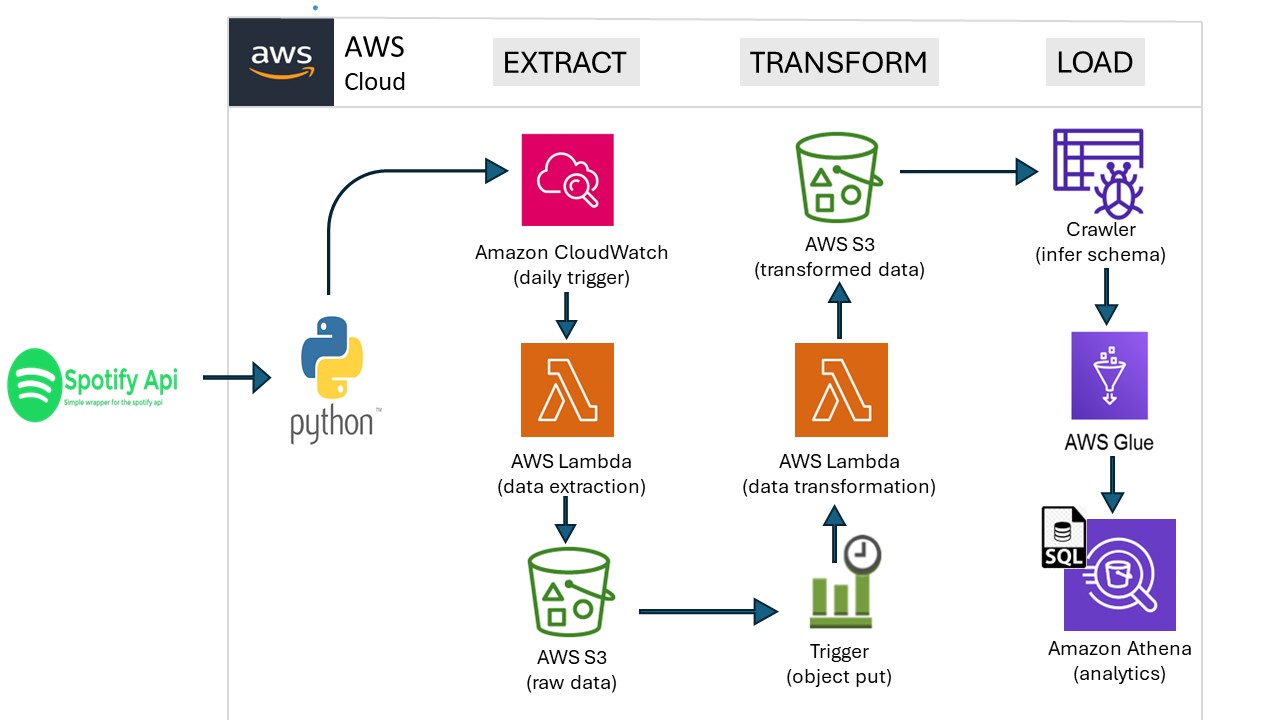 aws
AWS
Cloud
EXTRACT
TRANSFORM
LOAD
Amazon CloudWatch
(daily trigger)
AWS S3
(transformed data)
Crawler
(infer schema)
Spotify Api
Simple wrapper for the spotify api
python™
AWS Lambda
(data extraction)
AWS Lambda
(data transformation)
AWS Glue
SQL
AWS S3
(raw data)
Trigger
(object put)
Amazon Athena
(analytics)